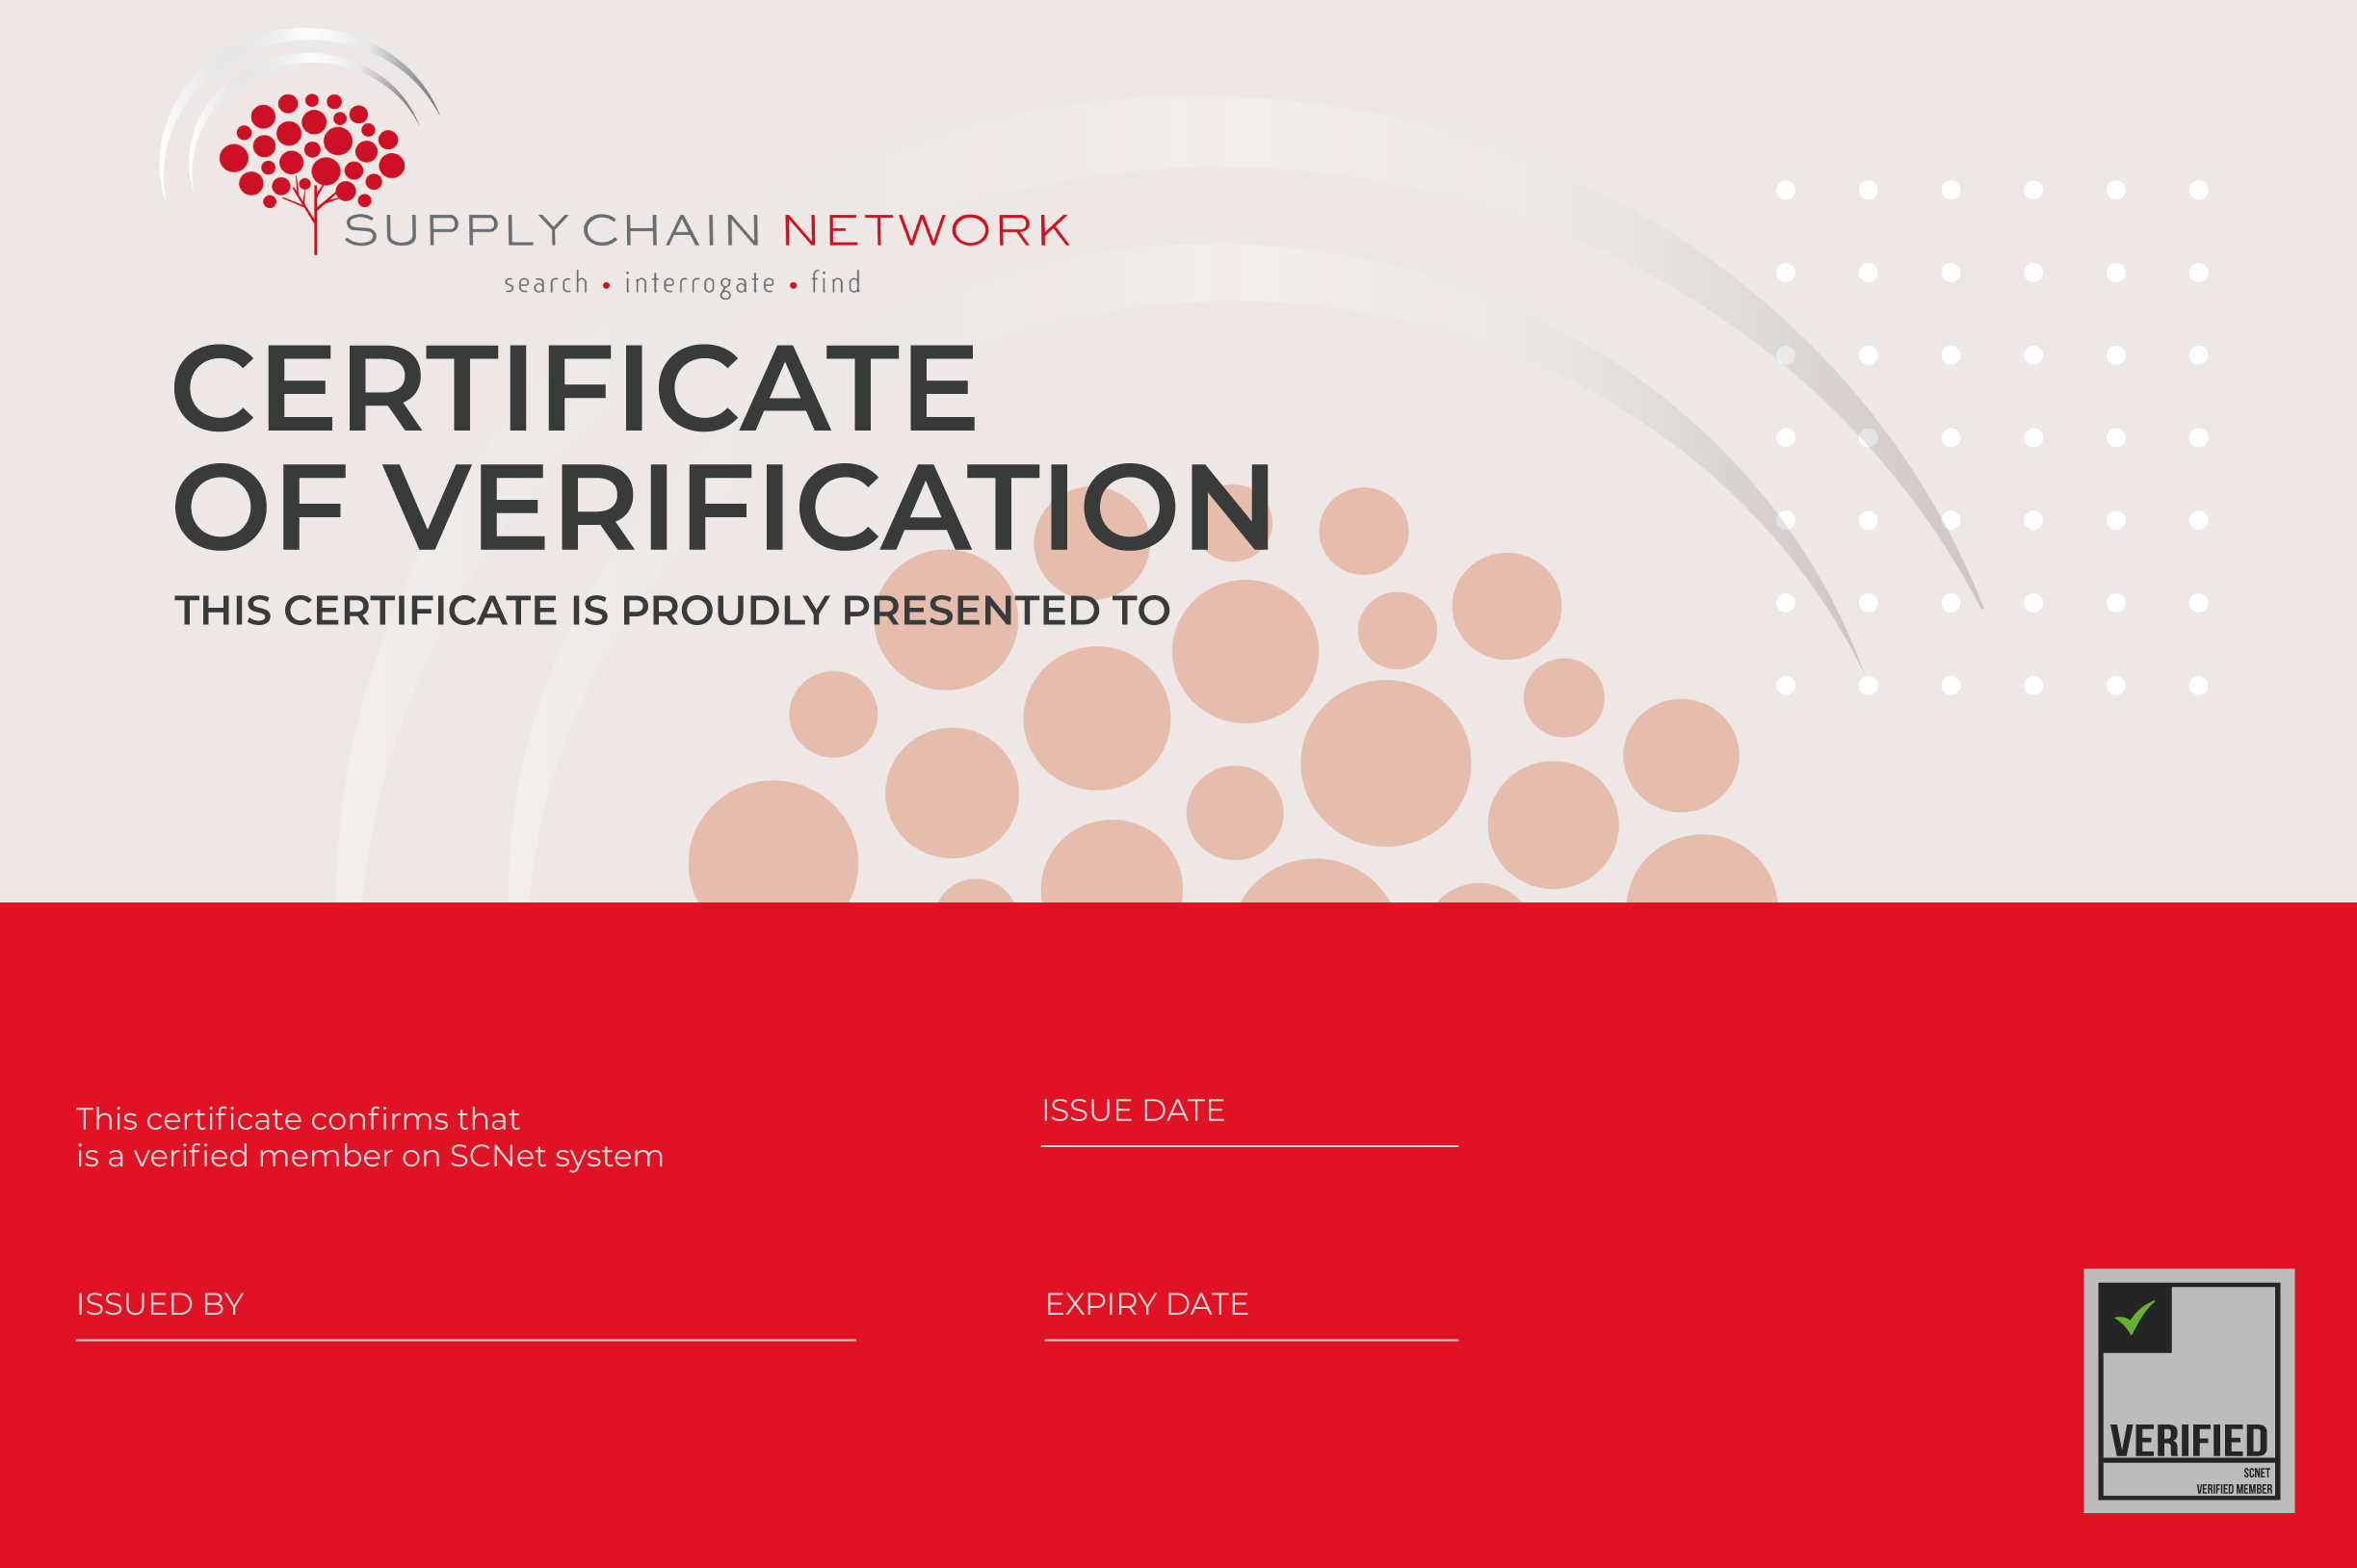 SUPPLY CHAIN NETWORK
search • interrogate • find
CERTIFICATE
OF VERIFICATION
THIS CERTIFICATE IS PROUDLY PRESENTED TO
This certificate confirms that
is a verified member on SCNet system
ISSUE DATE
ISSUED BY
EXPIRY DATE
VERIFIED
SCNET
VERIFIED MEMBER